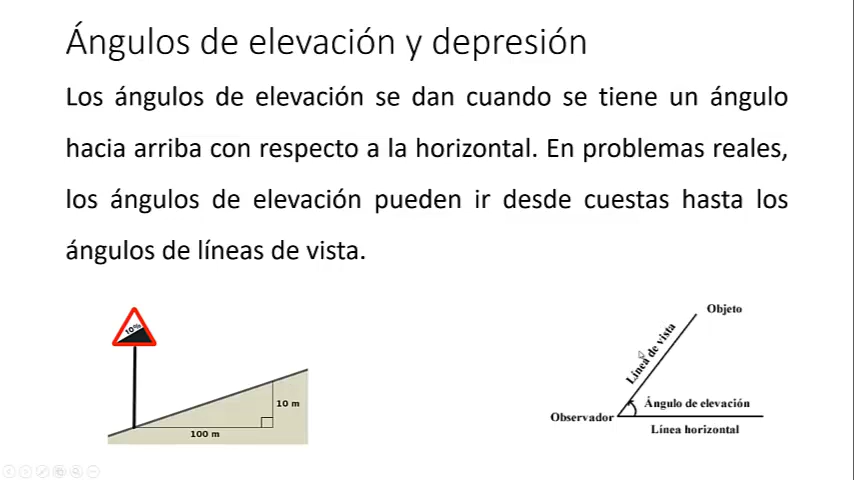 Ángulos de elevación y depresión
Los ángulos de elevación se dan cuando se tiene un ángulo
hacia arriba con respecto a la horizontal. En problemas reales,
los ángulos de elevación pueden ir desde cuestas hasta los
ángulos de líneas de vista.
10%
10 m
100 m
Objeto
Línea de vista
Ángulo de elevación
Observador
Línea horizontal